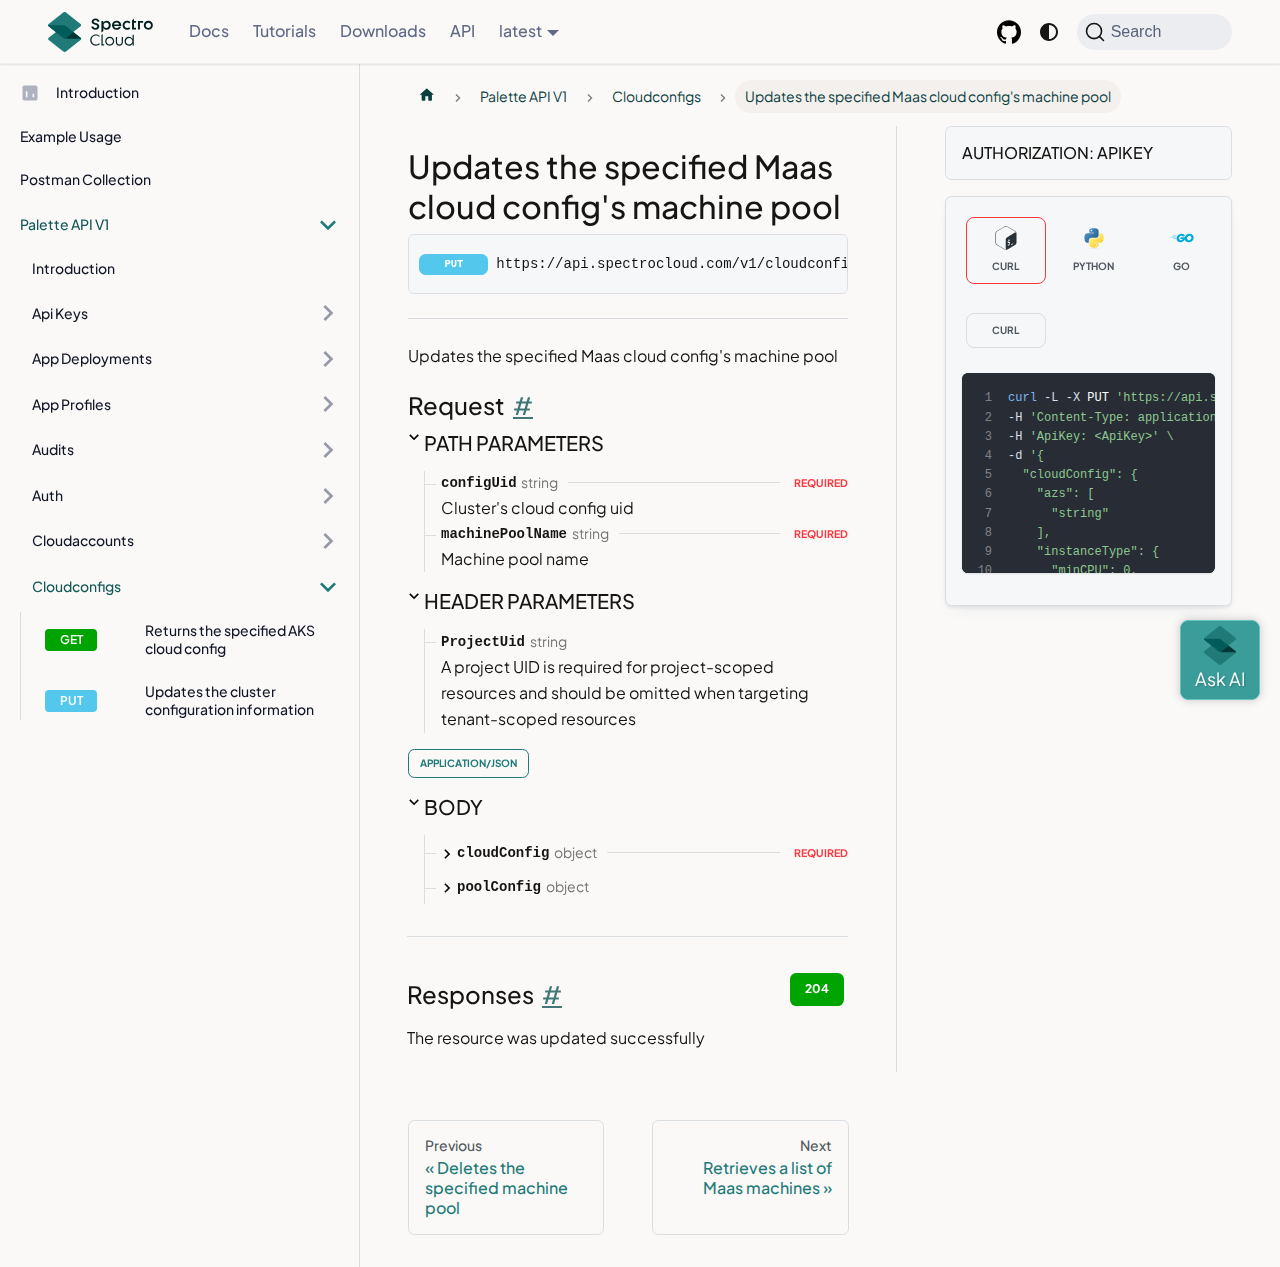 Spectro Cloud
Docs
Tutorials
Downloads
API
latest
Search
Introduction
Example Usage
Postman Collection
Palette API V1
Introduction
Api Keys
App Deployments
App Profiles
Audits
Auth
Cloudaccounts
Cloudconfigs
GET
Returns the specified AKS
cloud config
PUT
Updates the cluster
configuration information
Palette API V1
Cloudconfigs
Updates the specified Maas cloud config's machine pool
Updates the specified Maas
cloud config's machine pool
PUT https://api.spectrocloud.com/v1/cloudconfi
Updates the specified Maas cloud config's machine pool
Request #
PATH PARAMETERS
configUid string REQUIRED
Cluster's cloud config uid
machinePoolName string REQUIRED
Machine pool name
HEADER PARAMETERS
ProjectUid string
A project UID is required for project-scoped
resources and should be omitted when targeting
tenant-scoped resources
APPLICATION/JSON
BODY
cloudConfig object REQUIRED
poolConfig object
Responses #
204
The resource was updated successfully
Previous
« Deletes the
specified machine
pool
Next
Retrieves a list of
Maas machines »
AUTHORIZATION: APIKEY
CURL
PYTHON
GO
CURL
1 curl -L -X PUT 'https://api.s
2 -H 'Content-Type: application
3 -H 'ApiKey: <ApiKey>' \
4 -d '{
5 "cloudConfig": {
6 "azs": [
7 "string"
8 ],
9 "instanceType": {
10 "minCPU": 0,
Ask AI